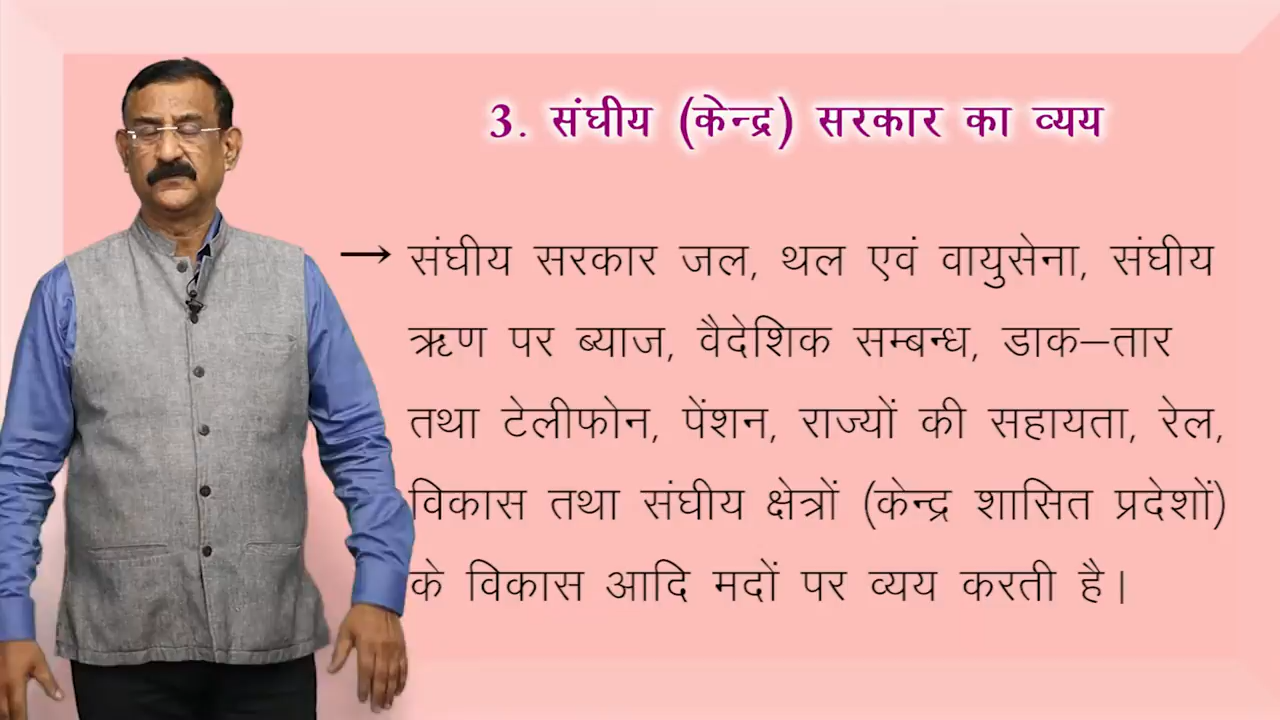 3. संघीय (केन्द्र) सरकार का व्यय
→ संघीय सरकार जल, थल एवं वायुसेना, संघीय
ऋण पर ब्याज, वैदेशिक सम्बन्ध, डाक–तार
तथा टेलीफोन, पेंशन, राज्यों की सहायता, रेल,
विकास तथा संघीय क्षेत्रों (केन्द्र शासित प्रदेशों)
के विकास आदि मदों पर व्यय करती है।